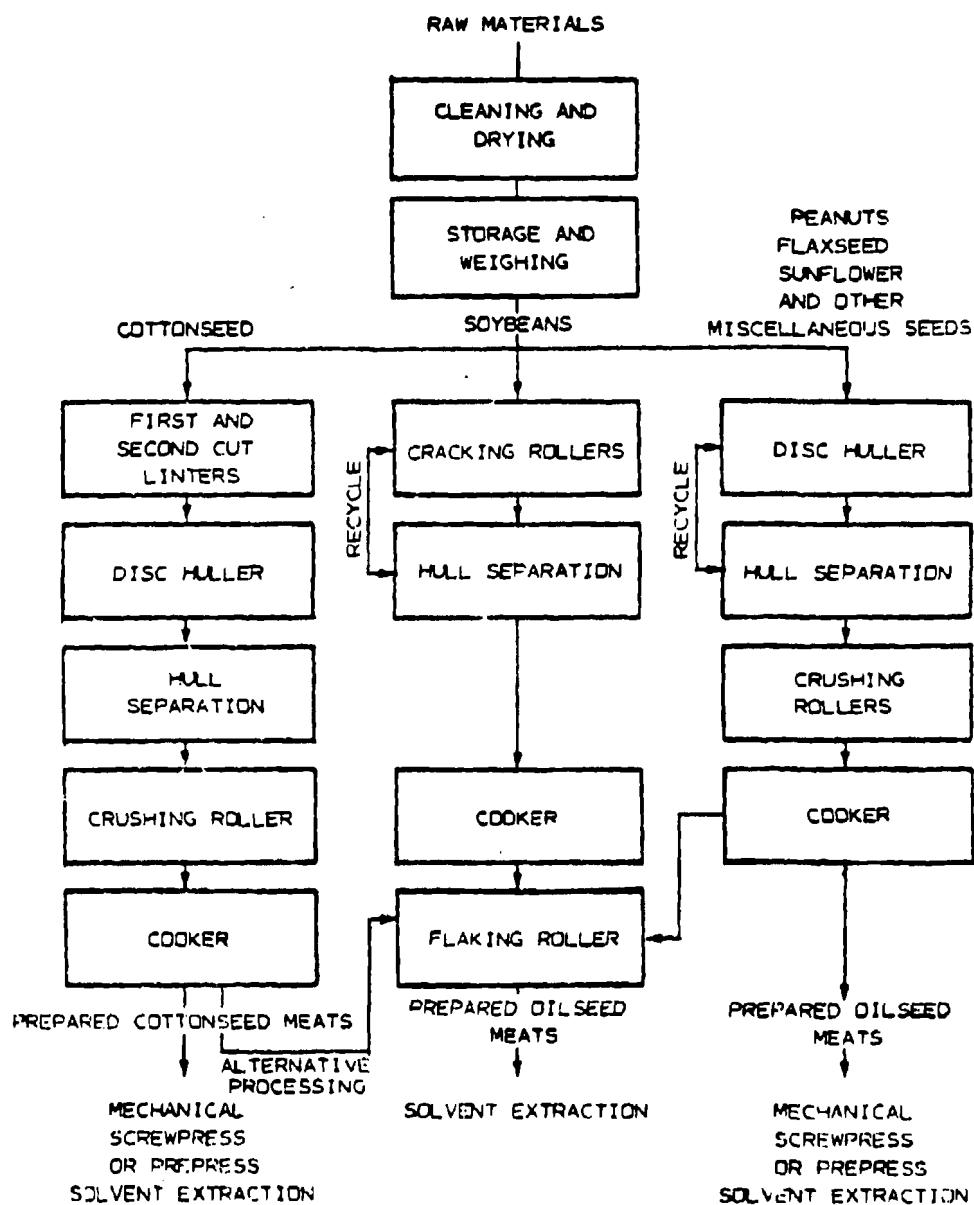 RAW MATERIALS
CLEANING AND
DRYING
STORAGE AND
WEIGHING
PEANUTS
FLAXSEED
SUNFLOWER
AND OTHER
MISCELLANEOUS SEEDS
COTTONSEED
SOYBEANS
FIRST AND
SECOND CUT
LINTERS
DISC HULLER
HULL
SEPARATION
CRUSHING ROLLER
COOKER
PREPARED COTTONSEED MEATS
ALTERNATIVE
PROCESSING
MECHANICAL
SCREWPRESS
OR PREPRESS
SOLVENT EXTRACTION
CRACKING ROLLERS
RECYCLE
HULL SEPARATION
COOKER
FLAKING ROLLER
PREPARED OILSEED
MEATS
SOLVENT EXTRACTION
DISC HULLER
RECYCLE
HULL SEPARATION
CRUSHING
ROLLERS
COOKER
PREPARED OILSEED
MEATS
MECHANICAL
SCREWPRESS
OR PREPRESS
SOLVENT EXTRACTION